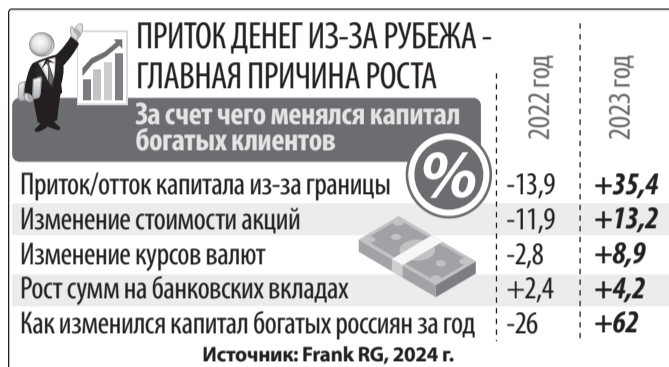 ПРИТОК ДЕНЕГ ИЗ-ЗА РУБЕЖА -
ГЛАВНАЯ ПРИЧИНА РОСТА
За счет чего менялся капитал
богатых клиентов
%
2022 год
2023 год
Приток/отток капитала из-за границы -13,9 +35,4
Изменение стоимости акций -11,9 +13,2
Изменение курсов валют -2,8 +8,9
Рост сумм на банковских вкладах +2,4 +4,2
Как изменился капитал богатых россиян за год -26 +62
Источник: Frank RG, 2024 г.